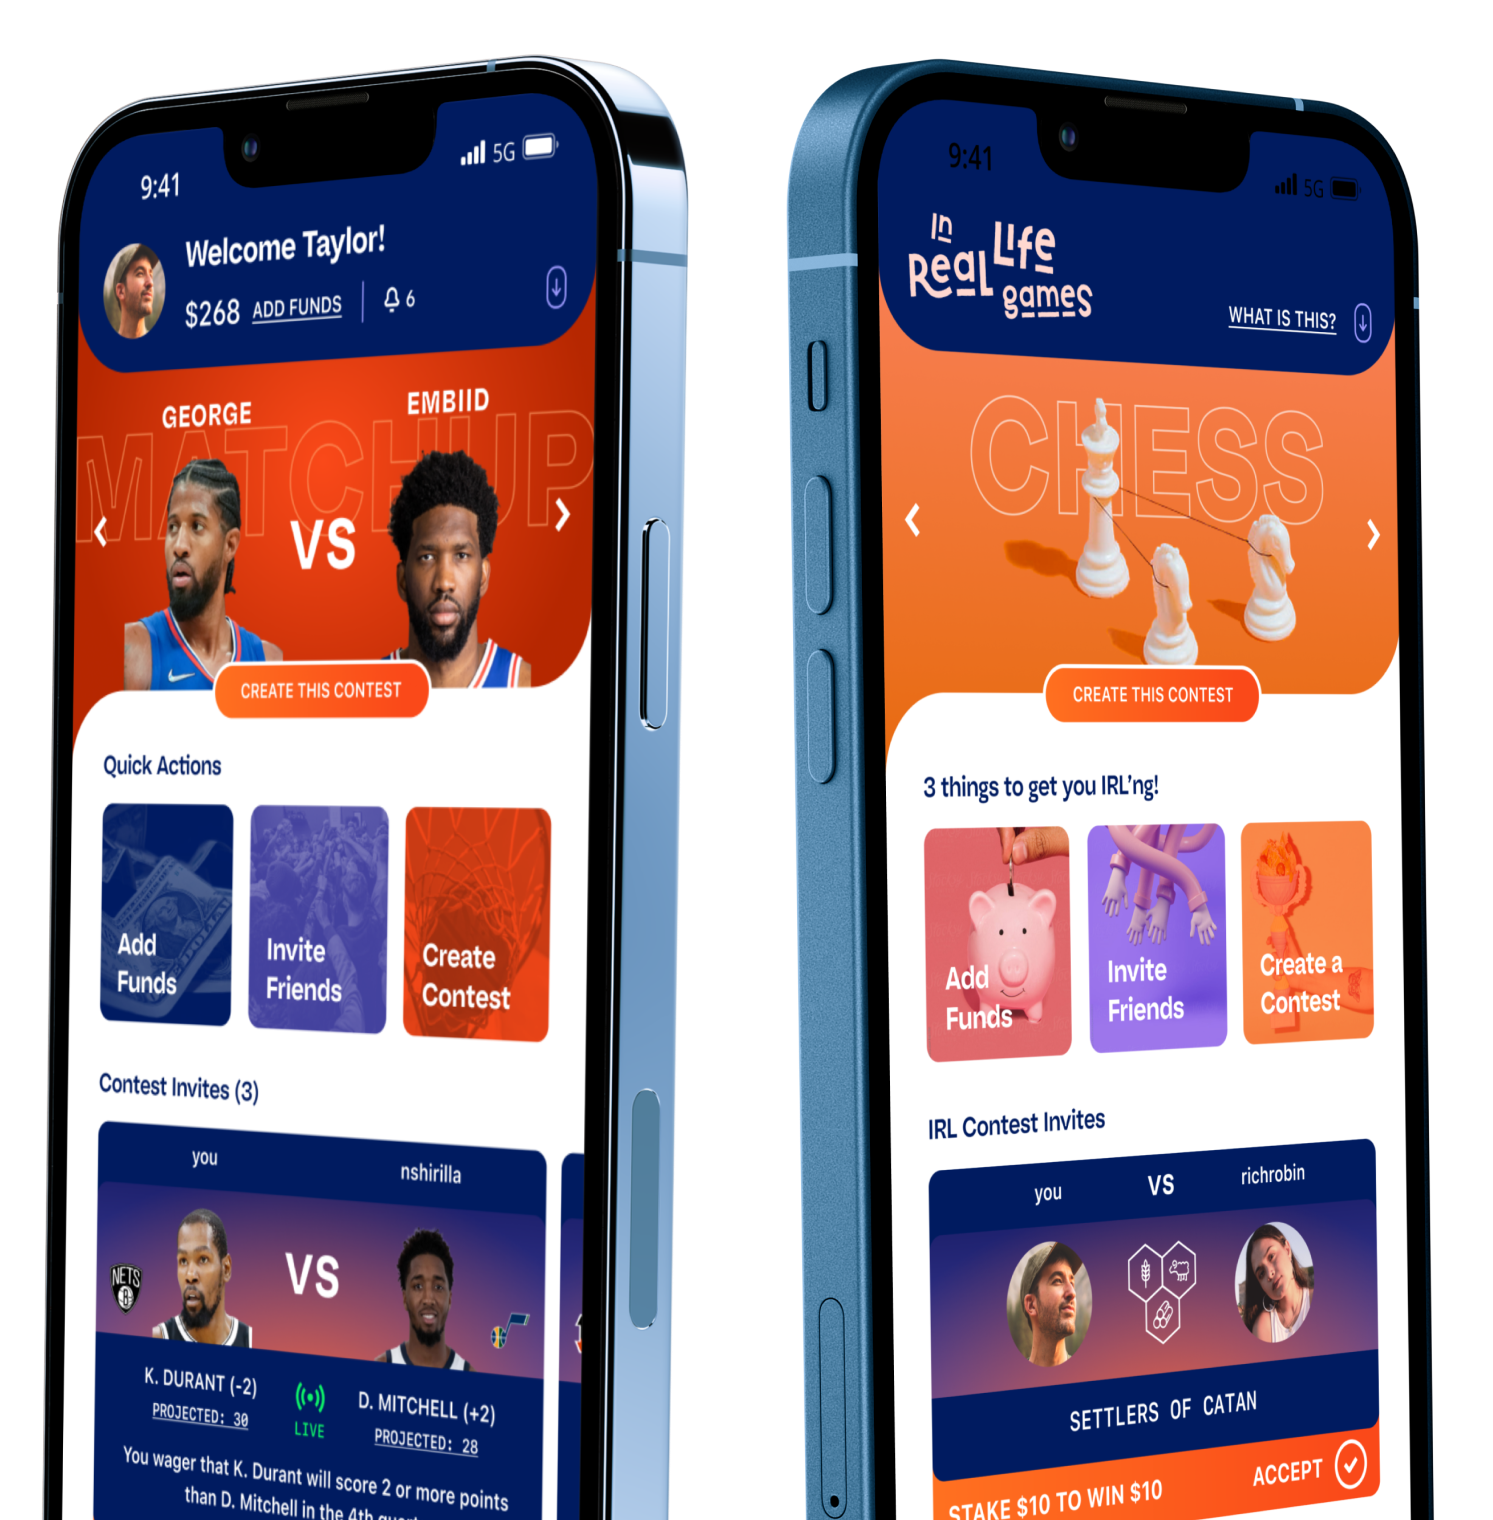 9:41
5G
Welcome Taylor!
$268 ADD FUNDS 6
GEORGE
EMBIID
MATCHUP
VS
CREATE THIS CONTEST
Quick Actions
Add
Funds
Invite
Friends
Create
Contest
Contest Invites (3)
you
nshirilla
NETS
B
VS
K. DURANT (-2)
PROJECTED: 30
LIVE
D. MITCHELL (+2)
PROJECTED: 28
You wager that K. Durant will score 2 or more points
than D. Mitchell in the 4th
9:41
5G
In
Real Life
games
WHAT IS THIS?
CHESS
CREATE THIS CONTEST
3 things to get you IRL'ng!
Add
Funds
Invite
Friends
Create a
Contest
IRL Contest Invites
you
VS
richrobin
SETTLERS OF CATAN
STAKE $10 TO WIN $10
ACCEPT